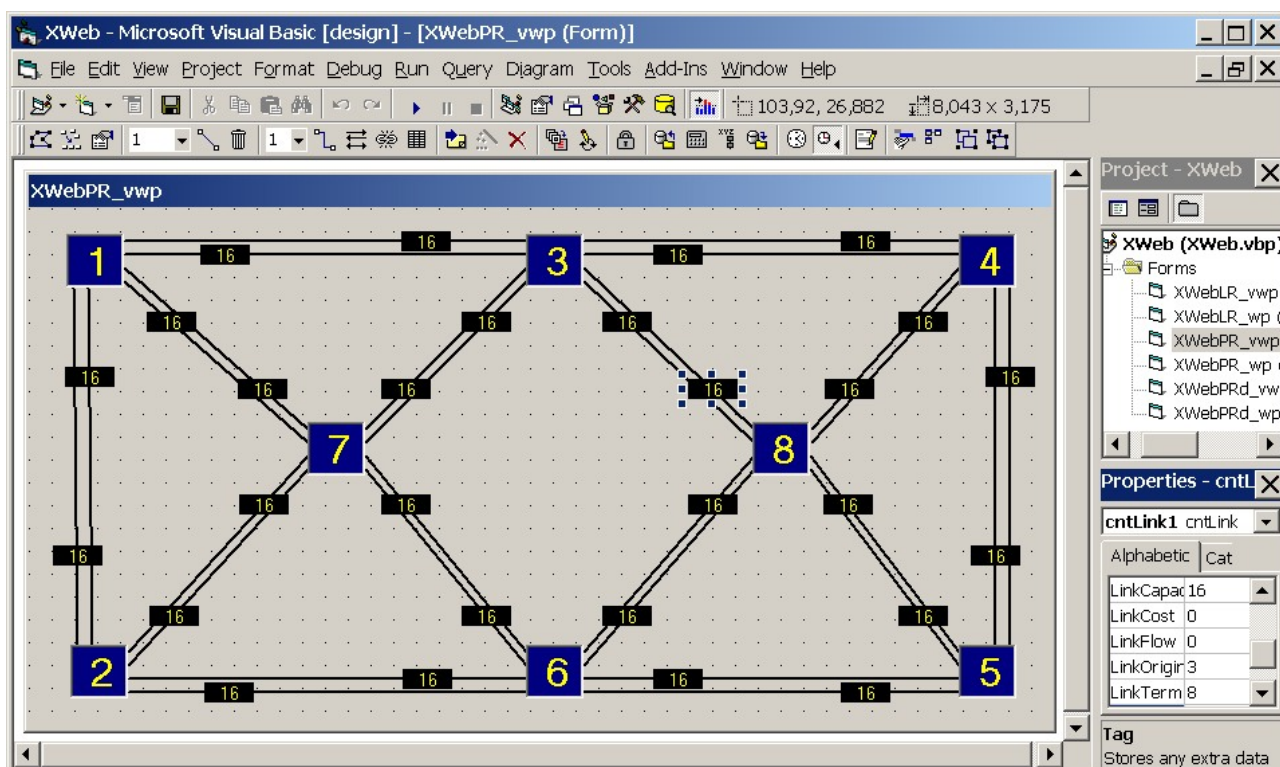 XWeb - Microsoft Visual Basic [design] - [XWebPR_vwp (Form)]
File Edit View Project Format Debug Run Query Diagram Tools Add-Ins Window Help
103,92, 26,882 8,043 x 3,175
1 1
XWebPR_vwp
16 16
1 3 4
16 16
16 16 16 16
16 16
16 16 16 16
7 8
16 16 16 16
16 16
16 16 16 16
2 6 5
16 16
16 16
Project - XWeb
XWeb (XWeb.vbp)
Forms
XWebLR_vwp
XWebLR_wp (
XWebPR_vwp
XWebPR_wp
XWebPRd_vw
XWebPRd_wp
Properties - cntL
cntLink1 cntLink
Alphabetic Cat
LinkCapac 16
LinkCost 0
LinkFlow 0
LinkOrigin 3
LinkTerm 8
Tag
Stores any extra data